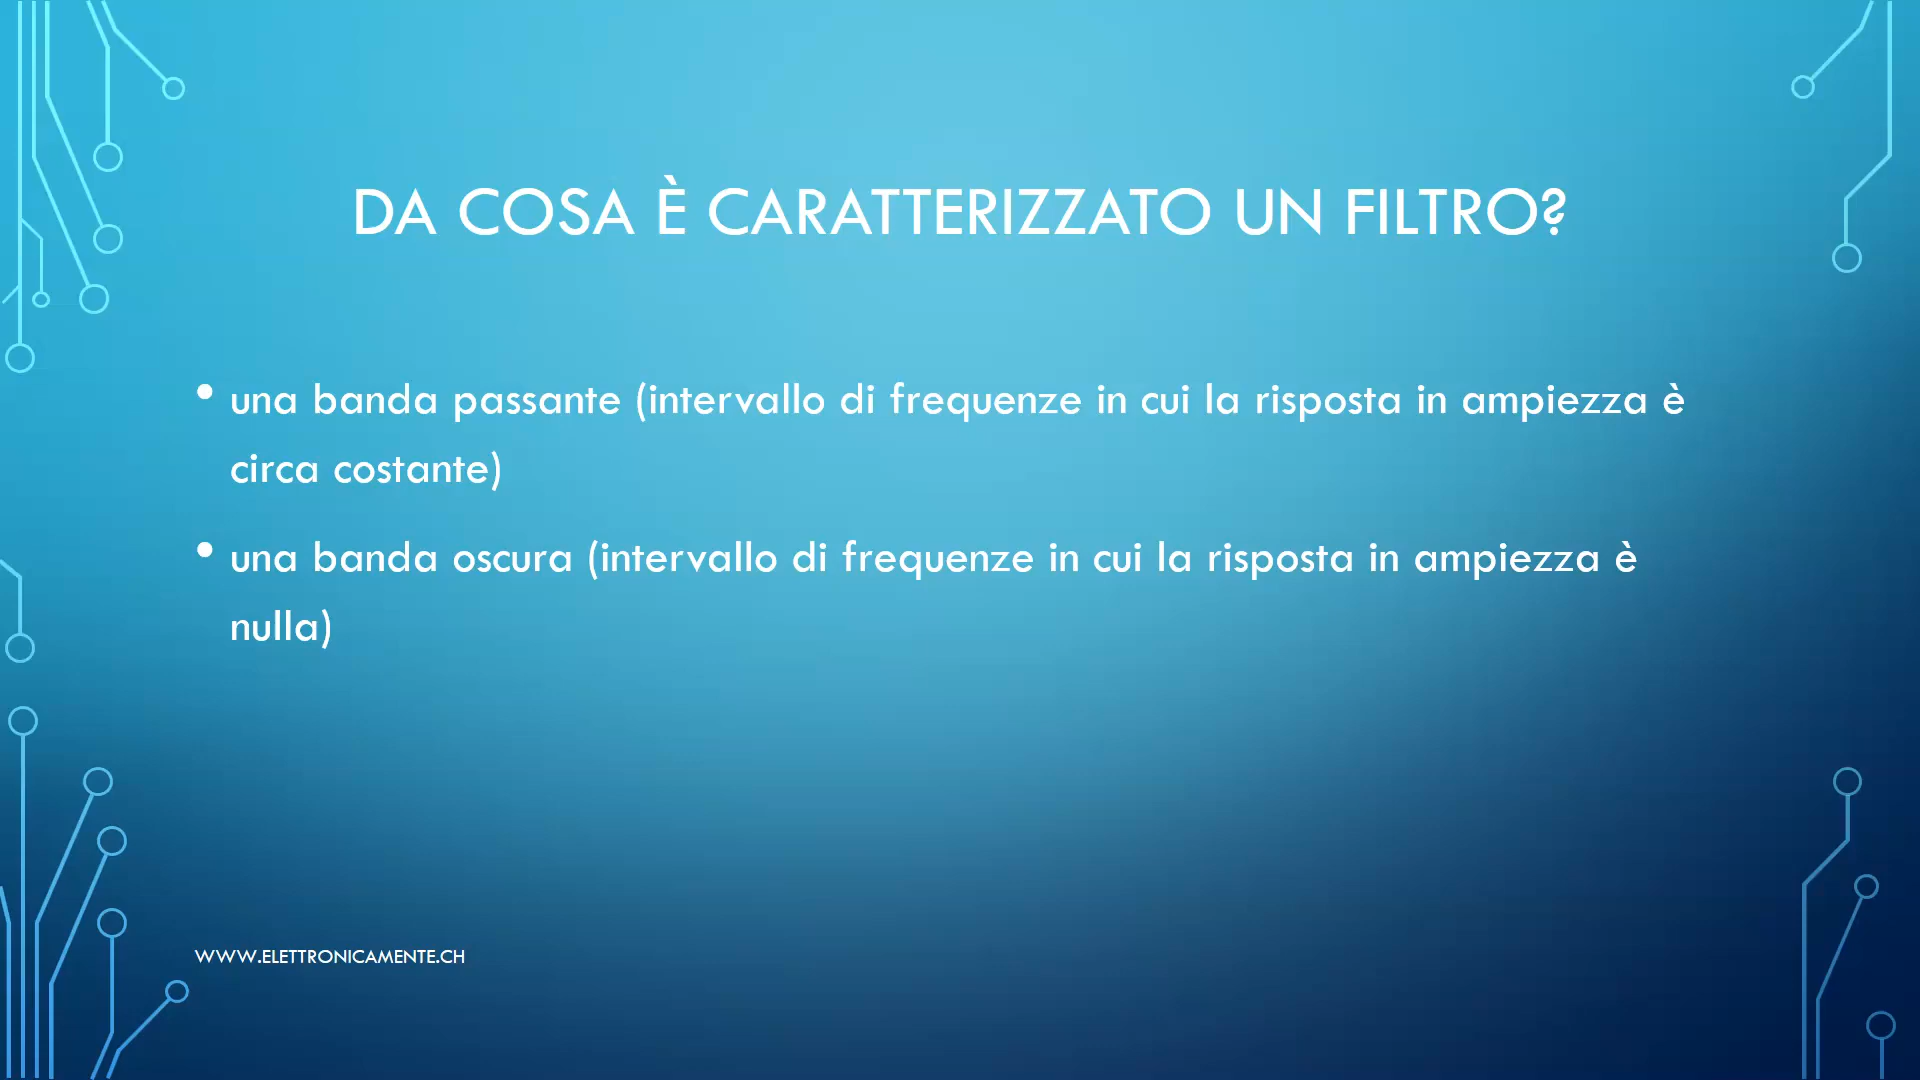 DA COSA È CARATTERIZZATO UN FILTRO?
• una banda passante (intervallo di frequenze in cui la risposta in ampiezza è
circa costante)
• una banda oscura (intervallo di frequenze in cui la risposta in ampiezza è
nulla)
WWW.ELETTRONICAMENTE.CH